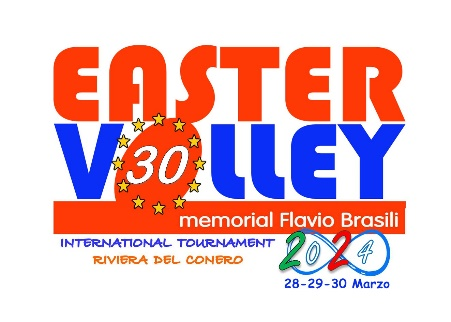 EASTER
VOLLEY
30
memorial Flavio Brasili
INTERNATIONAL TOURNAMENT
RIVIERA DEL CONERO
2024
28-29-30 Marzo